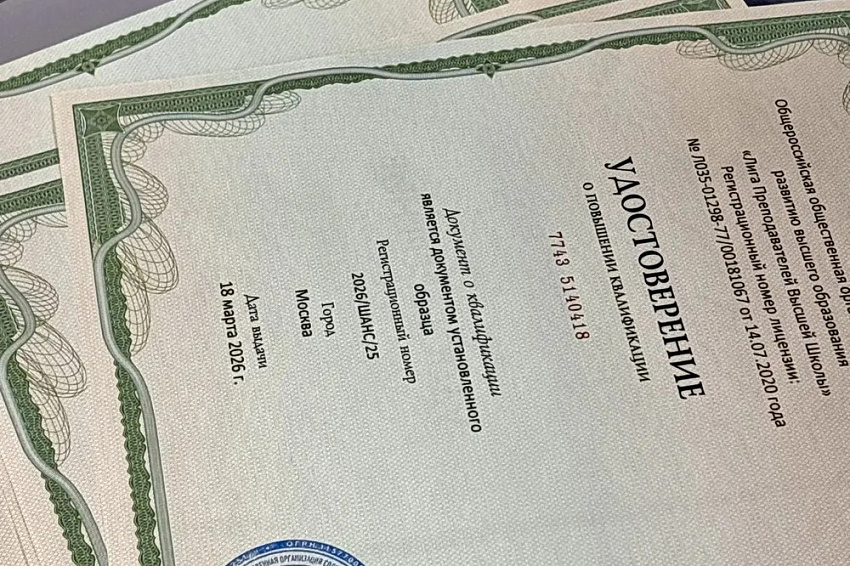 Общероссийская общественная
развитию высшего образования
«Лига Преподавателей Высшей Школы»
Регистрационный номер лицензии:
№ Л035-01298-77/00181067 от 14.07.2020 года
УДОСТОВЕРЕНИЕ
О ПОВЫШЕНИИ КВАЛИФИКАЦИИ
7743 5140418
Документ о квалификации
является документом установленного
образца
Регистрационный номер
2026/ШАНС/25
Город
Москва
Дата выдачи
18 марта 2026 г.